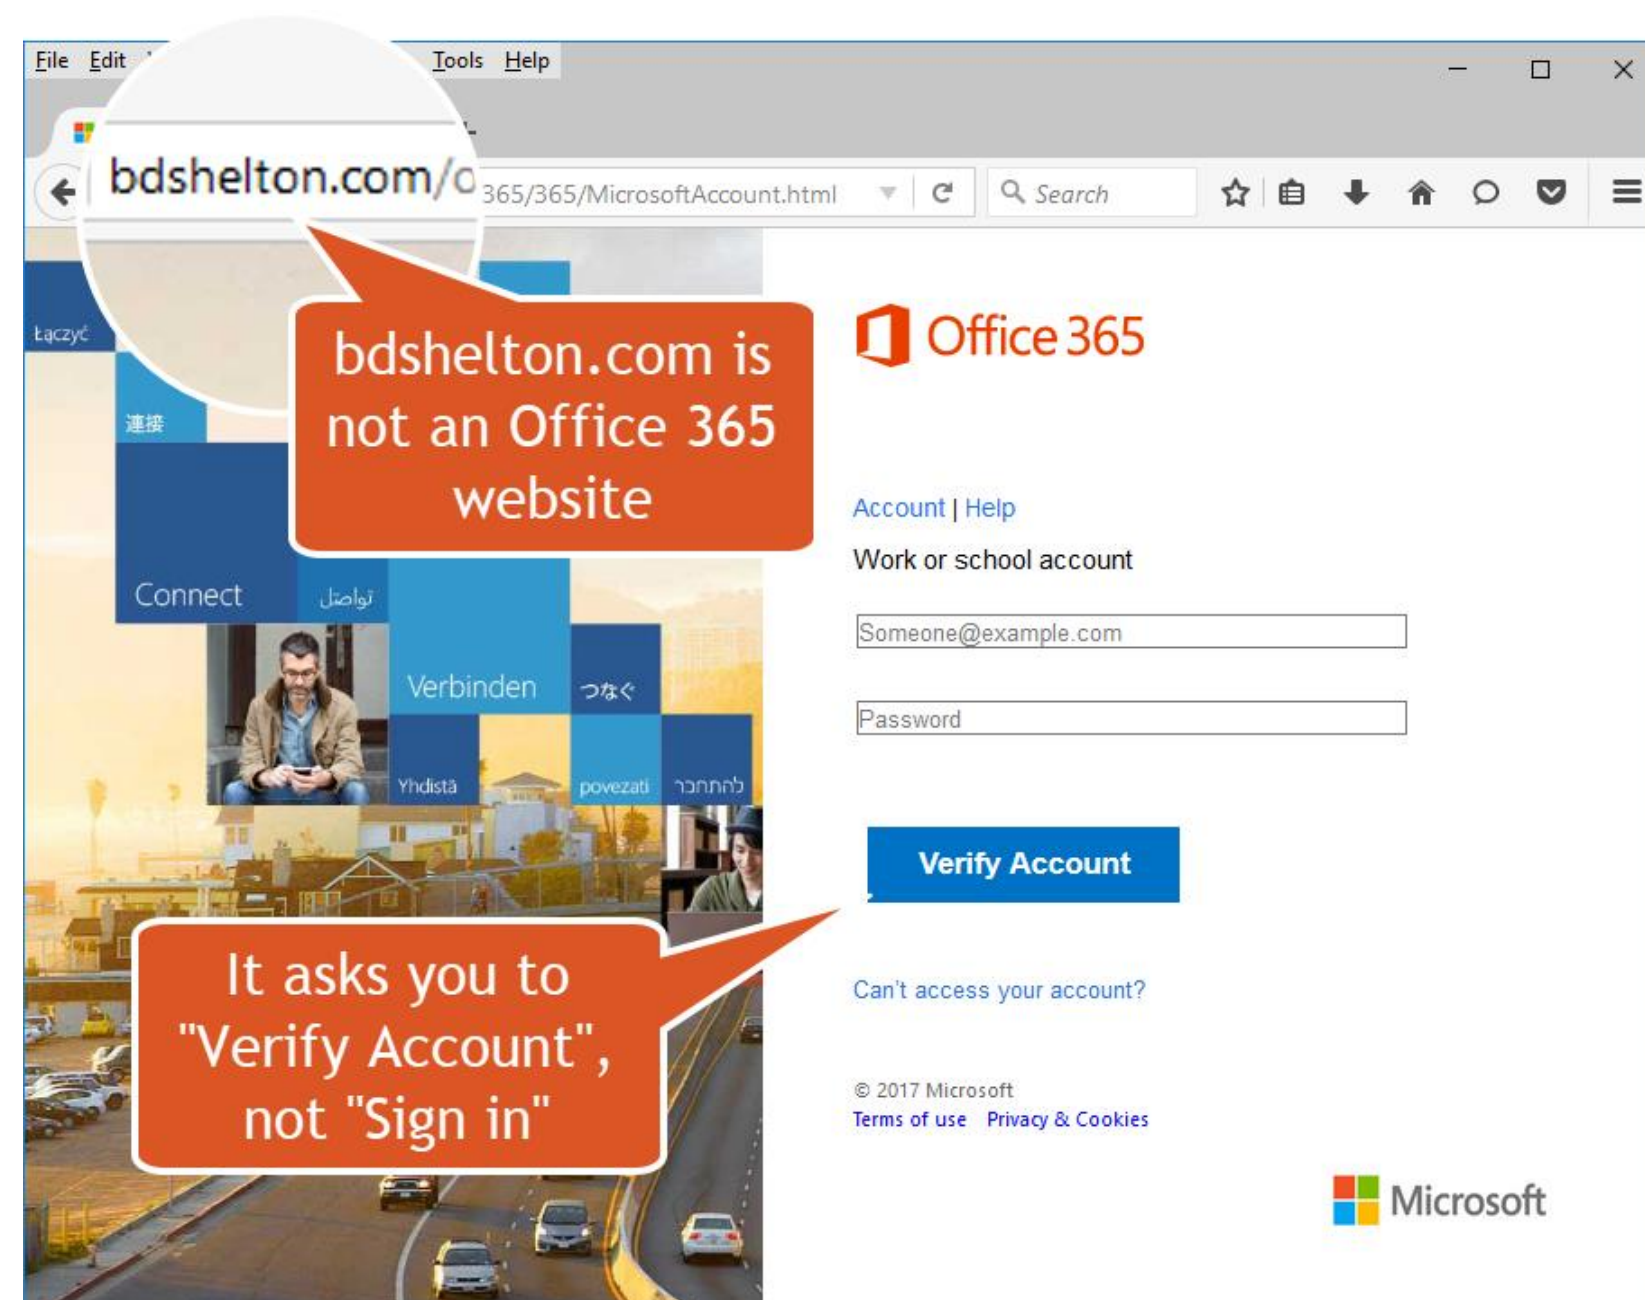 File Edit Tools Help
bdshelton.com/o
365/365/MicrosoftAccount.html
Search
bdshelton.com is
not an Office 365
website
Łączyć
連接
Connect
تواصَل
Verbinden
つなぐ
Yhdistä
povezati
להתחבר
Office 365
Account | Help
Work or school account
Someone@example.com
Password
Verify Account
It asks you to
"Verify Account",
not "Sign in"
Can't access your account?
© 2017 Microsoft
Terms of use Privacy & Cookies
Microsoft